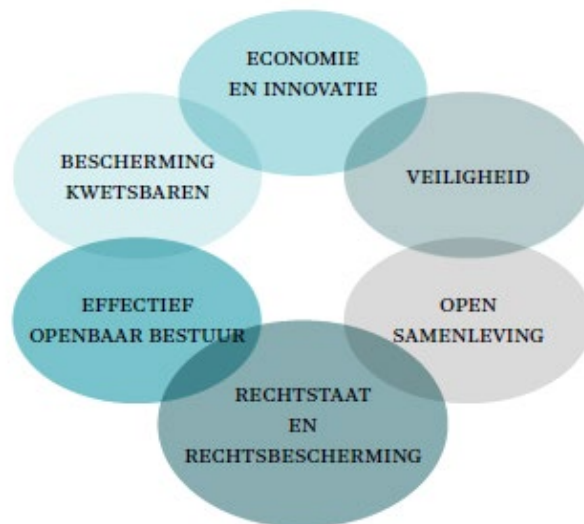 ECONOMIE
EN INNOVATIE
BESCHERMING
KWETSBAREN
VEILIGHEID
EFFECTIEF
OPENBAAR BESTUUR
OPEN
SAMENLEVING
RECHTSTAAT
EN
RECHTSBESCHERMING